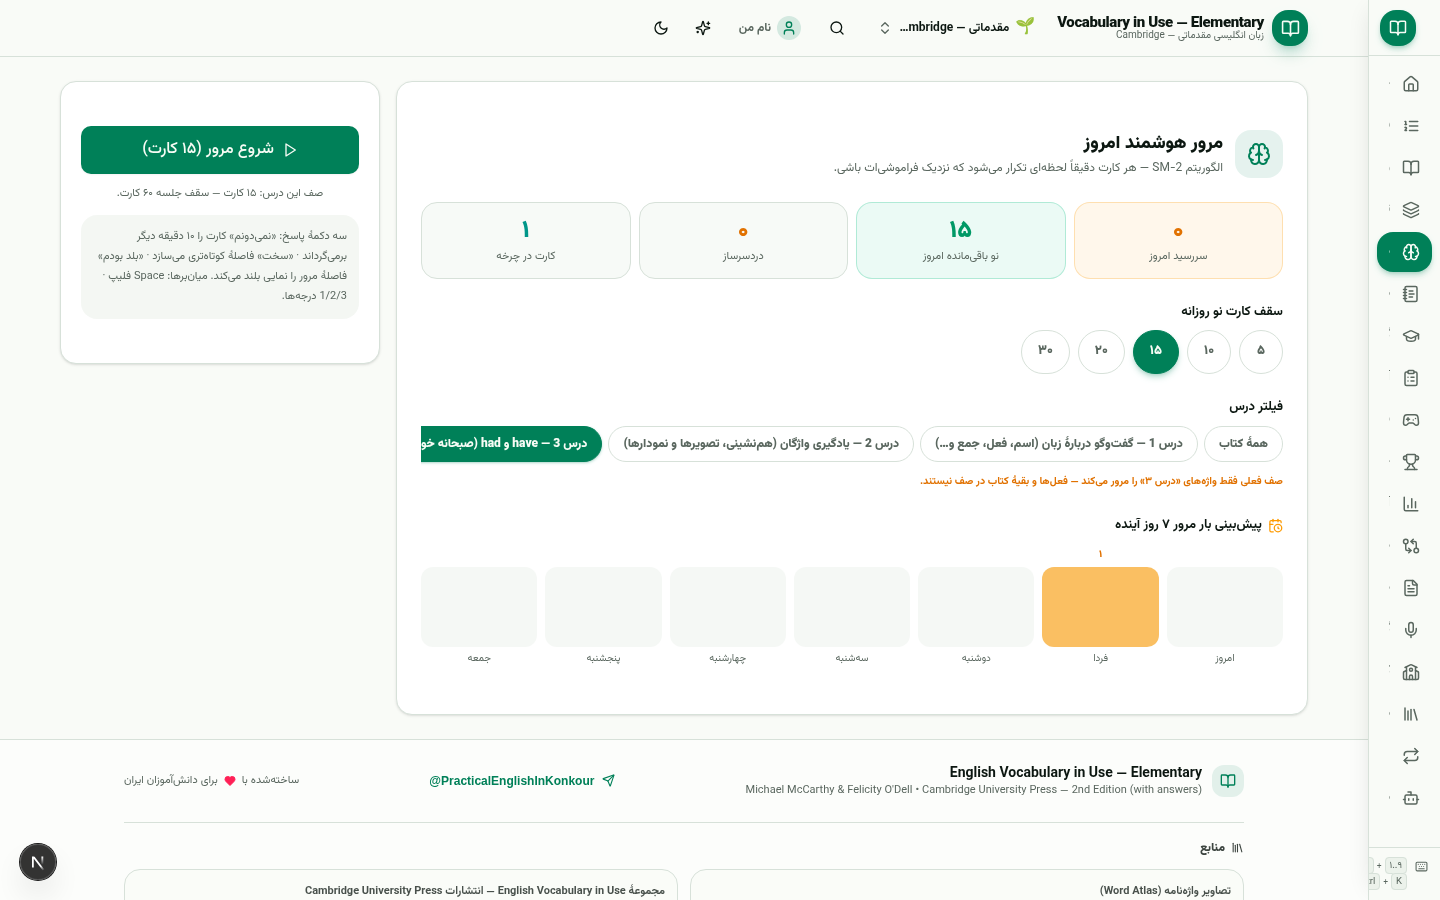 Vocabulary in Use — Elementary
زبان انگلیسی مقدماتی — Cambridge
مقدماتی — mbridge...
نام من
مرور هوشمند امروز
الگوریتم SM-2 — هر کارت دقیقاً لحظه‌ای تکرار می‌شود که نزدیک فراموشی‌ات باشی.
۰
سررسید امروز
۱۵
نو باقی‌مانده امروز
۰
دردسرساز
۱
کارت در چرخه
سقف کارت نو روزانه
۵
۱۰
۱۵
۲۰
۳۰
فیلتر درس
همهٔ کتاب
درس 1 — گفت‌وگو دربارهٔ زبان (اسم، فعل، جمع و...)
درس 2 — یادگیری واژگان (هم‌نشینی، تصویرها و نمودارها)
درس 3 — have و had (صبحانه خو
صف فعلی فقط واژه‌های «درس ۳» را مرور می‌کند — فعل‌ها و بقیهٔ کتاب در صف نیستند.
پیش‌بینی بار مرور ۷ روز آینده
۱
امروز
فردا
دوشنبه
سه‌شنبه
چهارشنبه
پنجشنبه
جمعه
شروع مرور (۱۵ کارت)
صف این درس: ۱۵ کارت — سقف جلسه ۶۰ کارت.
سه دکمهٔ پاسخ: «نمی‌دونم» کارت را ۱۰ دقیقه دیگر
برمی‌گرداند · «سخت» فاصلهٔ کوتاه‌تری می‌سازد · «بلد بودم»
فاصلهٔ مرور را نمایی بلند می‌کند. میان‌برها: Space فلیپ ·
1/2/3 درجه‌ها.
English Vocabulary in Use — Elementary
Michael McCarthy & Felicity O'Dell • Cambridge University Press — 2nd Edition (with answers)
@PracticalEnglishInKonkour
ساخته‌شده با برای دانش‌آموزان ایران
منابع
تصاویر واژه‌نامه (Word Atlas)
مجموعهٔ English Vocabulary in Use — انتشارات Cambridge University Press
+ ۱..۹
+ K
N